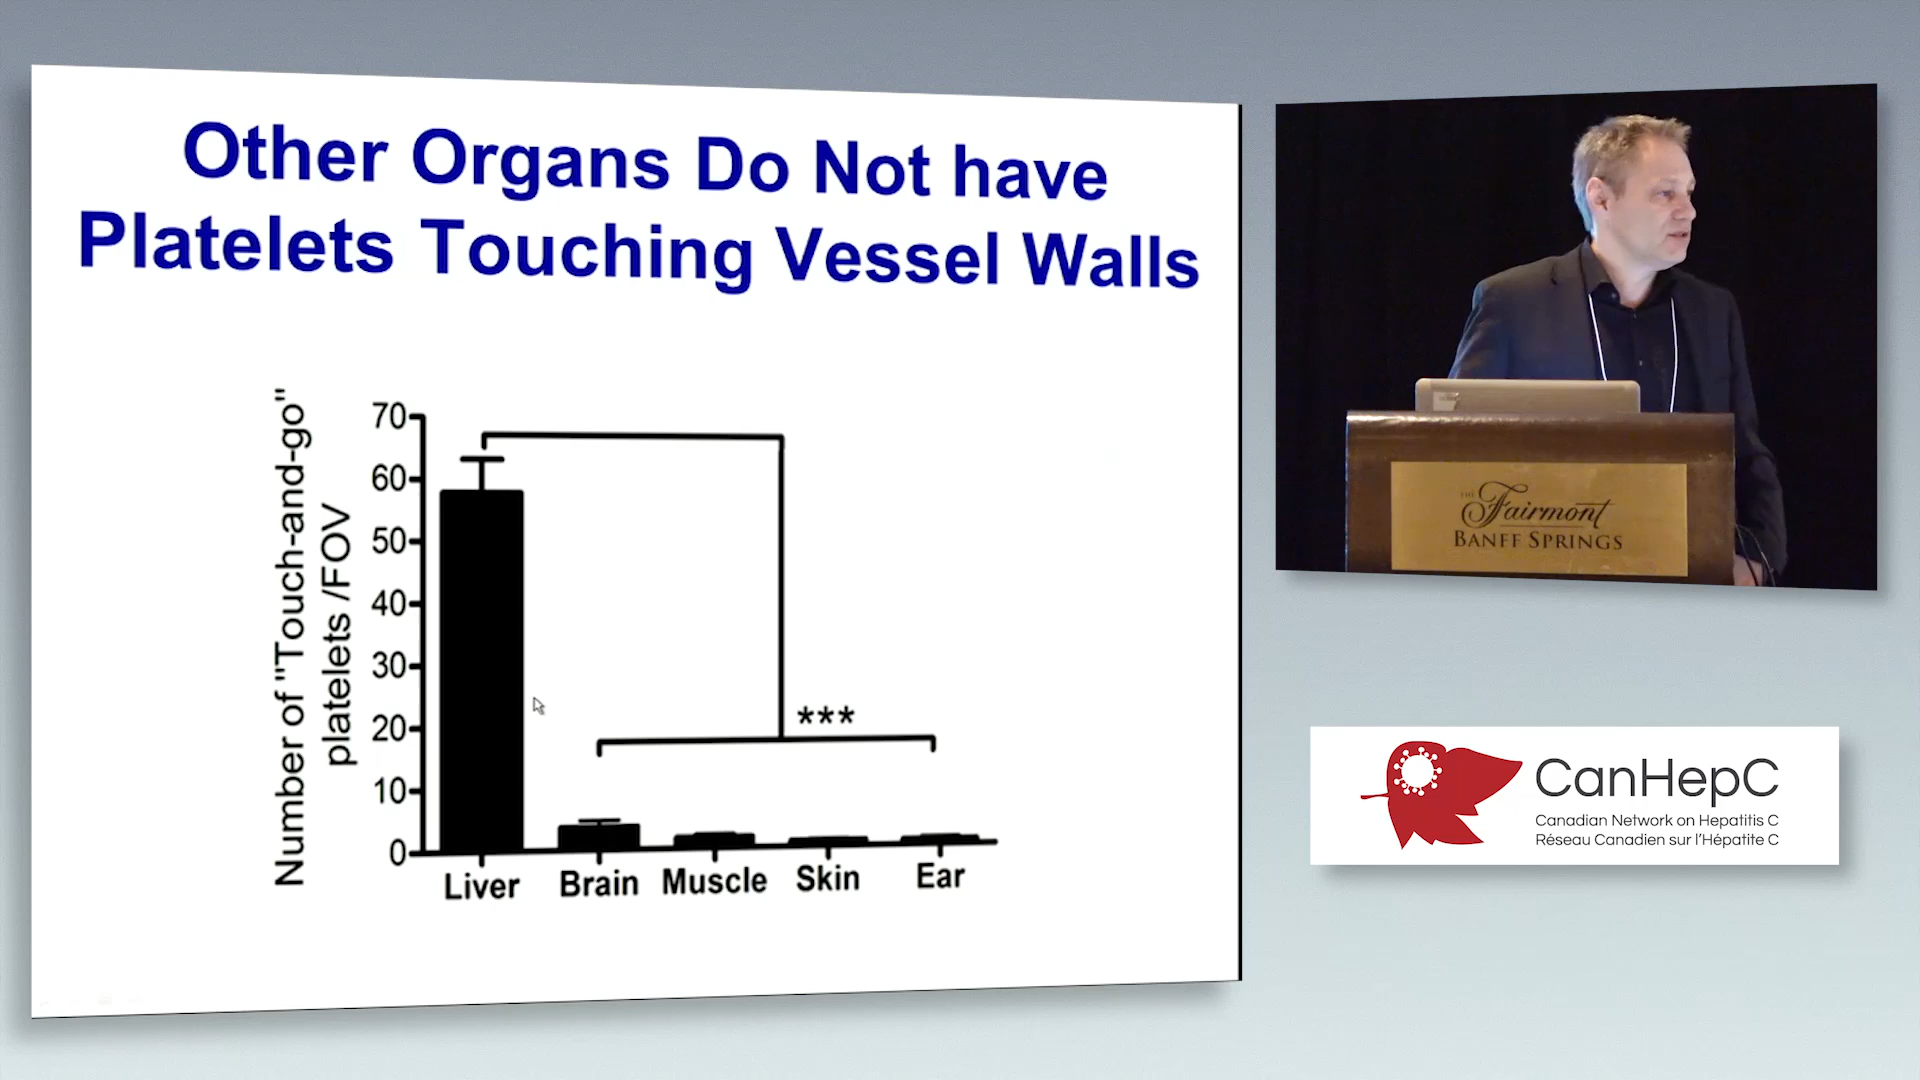 Other Organs Do Not have
Platelets Touching Vessel Walls
Number of "Touch-and-go"
platelets /FOV
70
60
50
40
30
20
10
0
***
Liver
Brain
Muscle
Skin
Ear
THE
Fairmont
BANFF SPRINGS
CanHepC
Canadian Network on Hepatitis C
Réseau Canadien sur l'Hépatite C